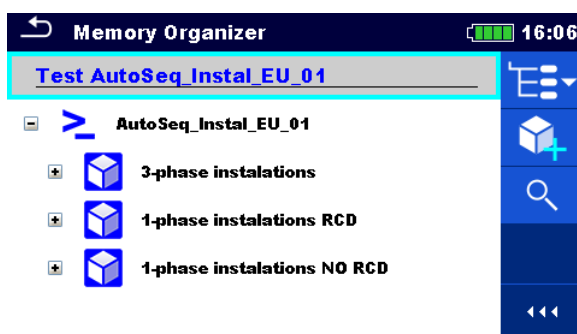 Memory Organizer
16:06
Test AutoSeq_Instal_EU_01
AutoSeq_Instal_EU_01
3-phase instalations
1-phase instalations RCD
1-phase instalations NO RCD